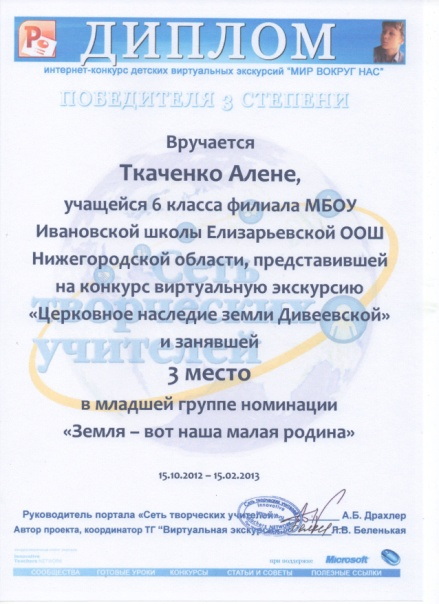 ДИПЛОМ
интернет-конкурс детских виртуальных экскурсий "МИР ВОКРУГ НАС"
ПОБЕДИТЕЛЯ 3 СТЕПЕНИ
Вручается
Ткаченко Алене,
учащейся 6 класса филиала МБОУ
Ивановской школы Елизарьевской ООШ
Нижегородской области, представившей
на конкурс виртуальную экскурсию
«Церковное наследие земли Дивеевской»
и занявшей
3 место
в младшей группе номинации
«Земля – вот наша малая родина»
Сеть
творческих
учителей
15.10.2012 – 15.02.2013
Руководитель портала «Сеть творческих учителей» А.Б. Драхлер
Автор проекта, координатор ТГ "Виртуальная экскурсия" Л.В. Беленькая
при поддержке Microsoft
СООБЩЕСТВА ГОТОВЫЕ УРОКИ КОНКУРСЫ СТАТЬИ И СОВЕТЫ ПОЛЕЗНЫЕ ССЫЛКИ